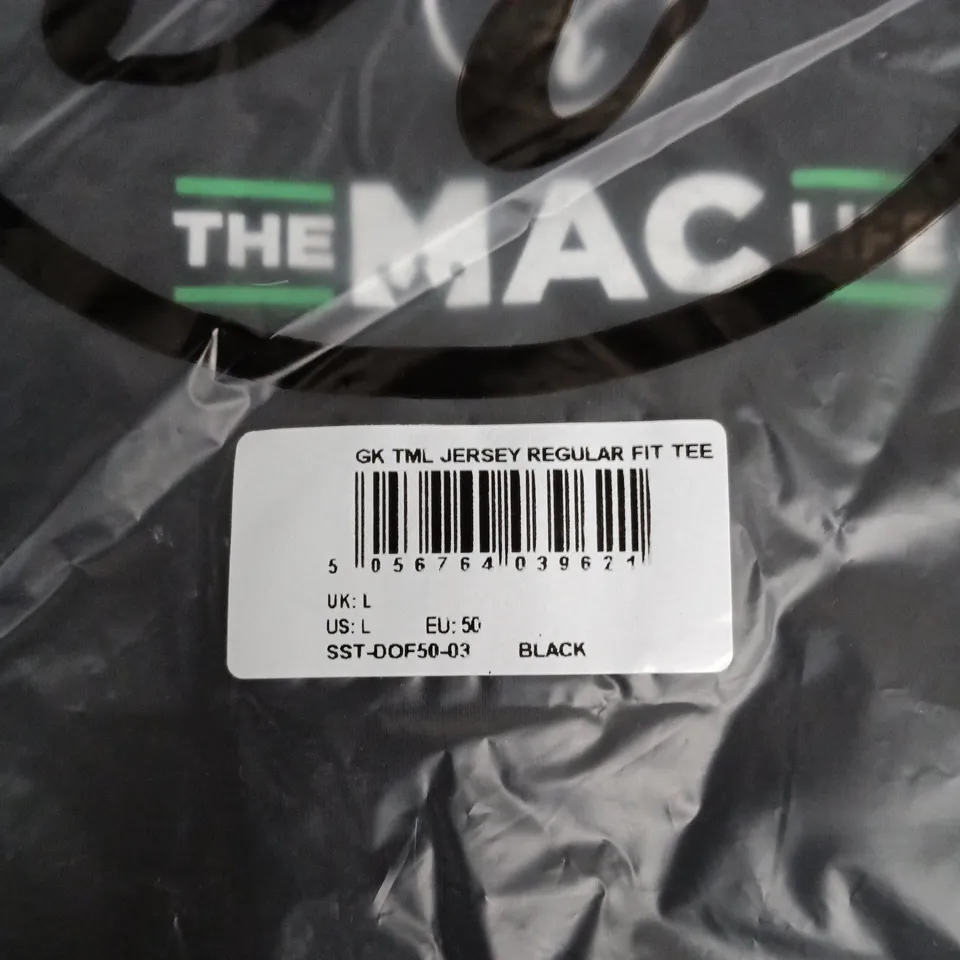 THE MAC LIFE
GK TML JERSEY REGULAR FIT TEE
5 056764 039621
UK: L
US: L EU: 50
SST-DOF50-03 BLACK